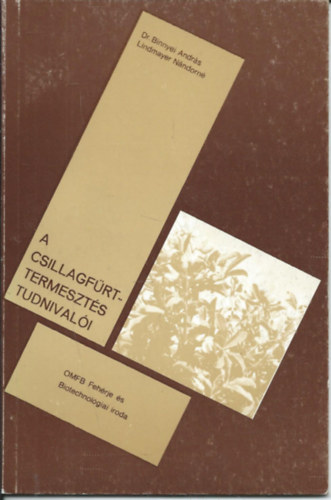 Dr. Binnyei András
Lindmayer Nándorné
A
CSILLAGFÜRT-
TERMESZTÉS
TUDNIVALÓI
OMFB Fehérje és
Biotechnológiai Iroda